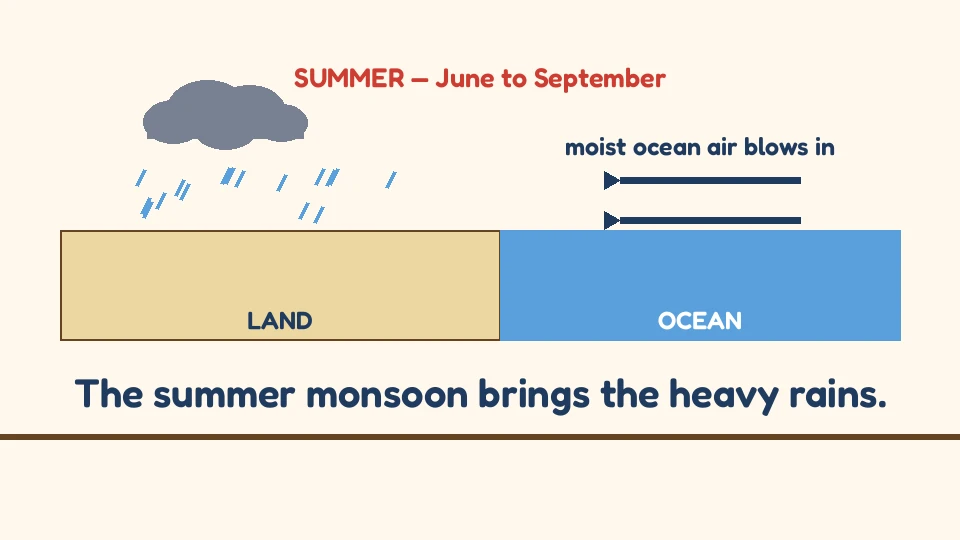 SUMMER — June to September
moist ocean air blows in
LAND
OCEAN
The summer monsoon brings the heavy rains.